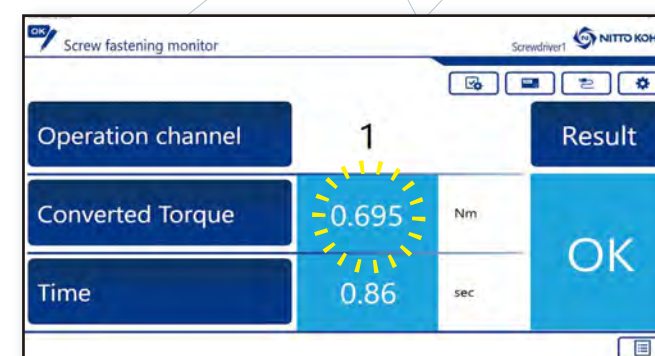 OK
Screw fastening monitor
Screwdriver1
NITTO KOH
Operation channel 1 Result
Converted Torque 0.695 Nm
OK
Time 0.86 sec